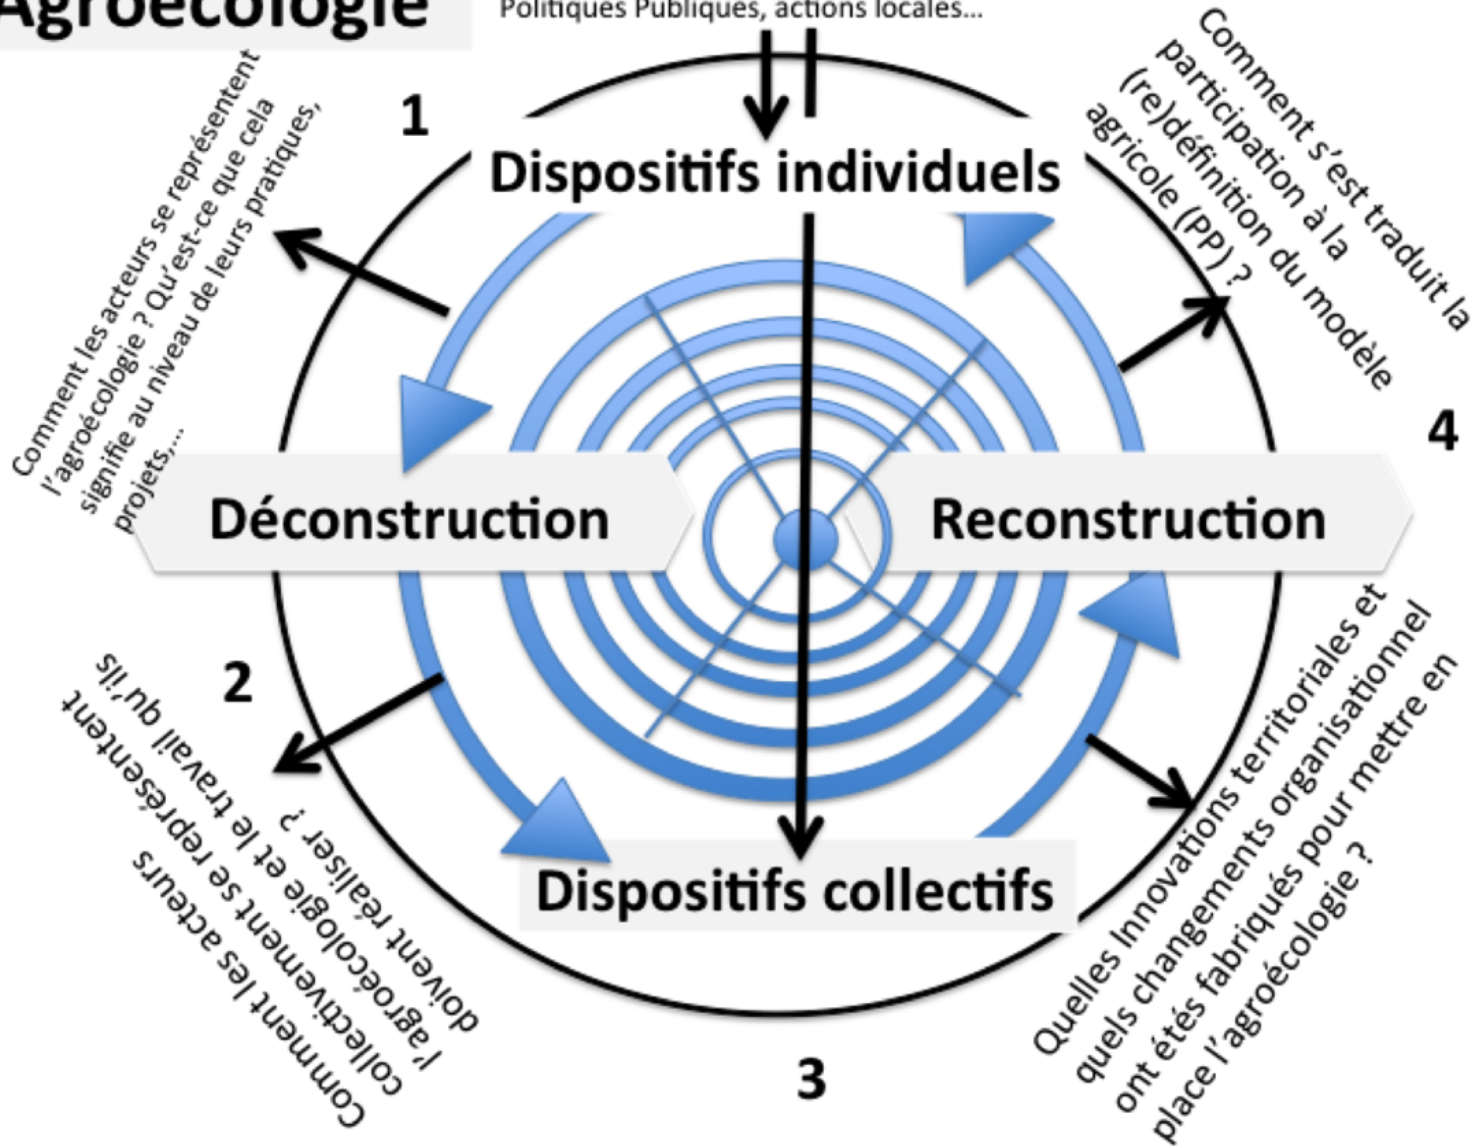 Agroécologie
Politiques Publiques, actions locales...
1
Comment les acteurs se représentent
l'agroécologie ? Qu'est-ce que cela
signifie au niveau de leurs pratiques,
projets,...
Comment s'est traduit la
participation à la
(re)définition du modèle
agricole (PP) ?
Dispositifs individuels
4
Déconstruction
Reconstruction
2
Comment les acteurs
collectivement se représentent
l'agroécologie et le travail qu'ils
doivent réaliser ?
Dispositifs collectifs
Quelles Innovations territoriales et
quels changements organisationnel
ont étés fabriqués pour mettre en
place l'agroécologie ?
3